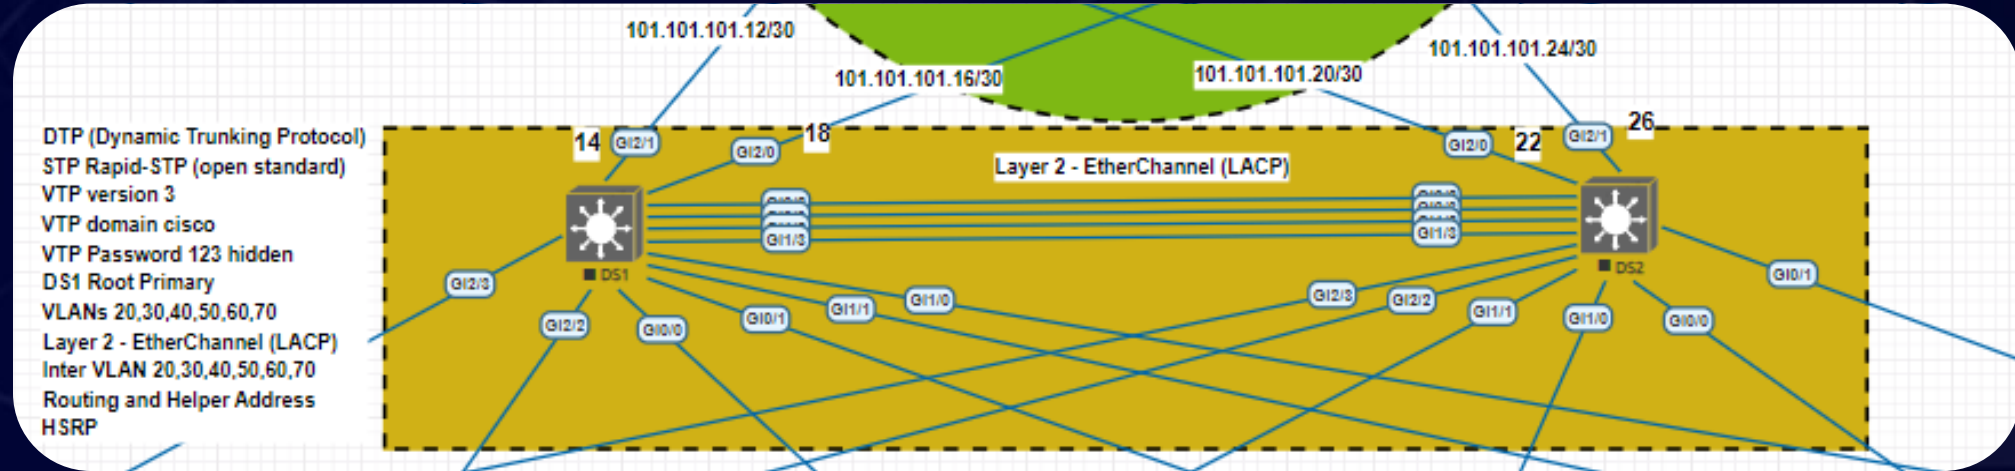 101.101.101.12/30
101.101.101.24/30
101.101.101.16/30
101.101.101.20/30
DTP (Dynamic Trunking Protocol)
STP Rapid-STP (open standard)
VTP version 3
VTP domain cisco
VTP Password 123 hidden
DS1 Root Primary
VLANs 20,30,40,50,60,70
Layer 2 - EtherChannel (LACP)
Inter VLAN 20,30,40,50,60,70
Routing and Helper Address
HSRP
14
Gi2/1
Gi2/0
18
Layer 2 - EtherChannel (LACP)
Gi2/0
22
Gi2/1
26
Gi1/3
Gi1/3
DS1
DS2
Gi2/3
Gi2/2
Gi0/0
Gi0/1
Gi1/1
Gi1/0
Gi2/3
Gi2/2
Gi1/1
Gi1/0
Gi0/0
Gi0/1